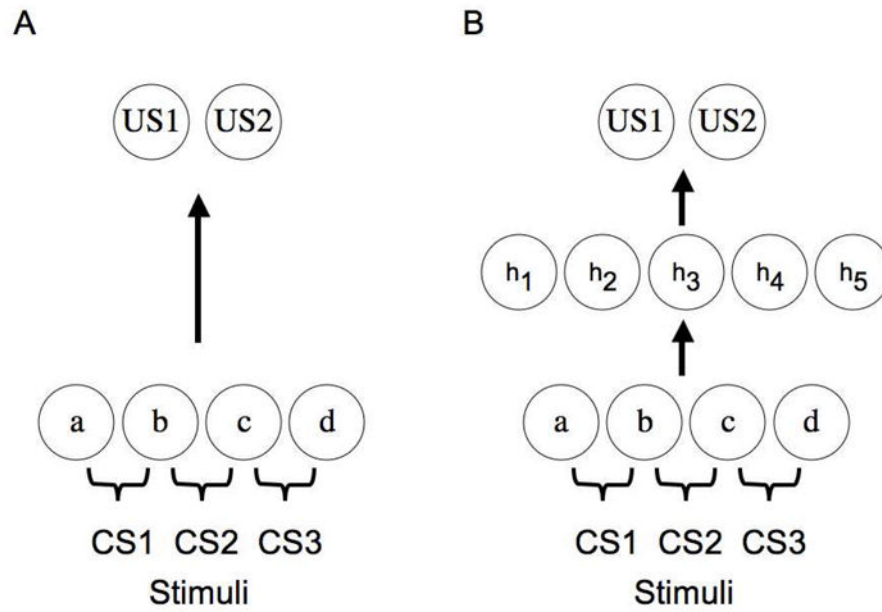 A
US1 US2
a b c d
CS1 CS2 CS3
Stimuli
B
US1 US2
h1 h2 h3 h4 h5
a b c d
CS1 CS2 CS3
Stimuli